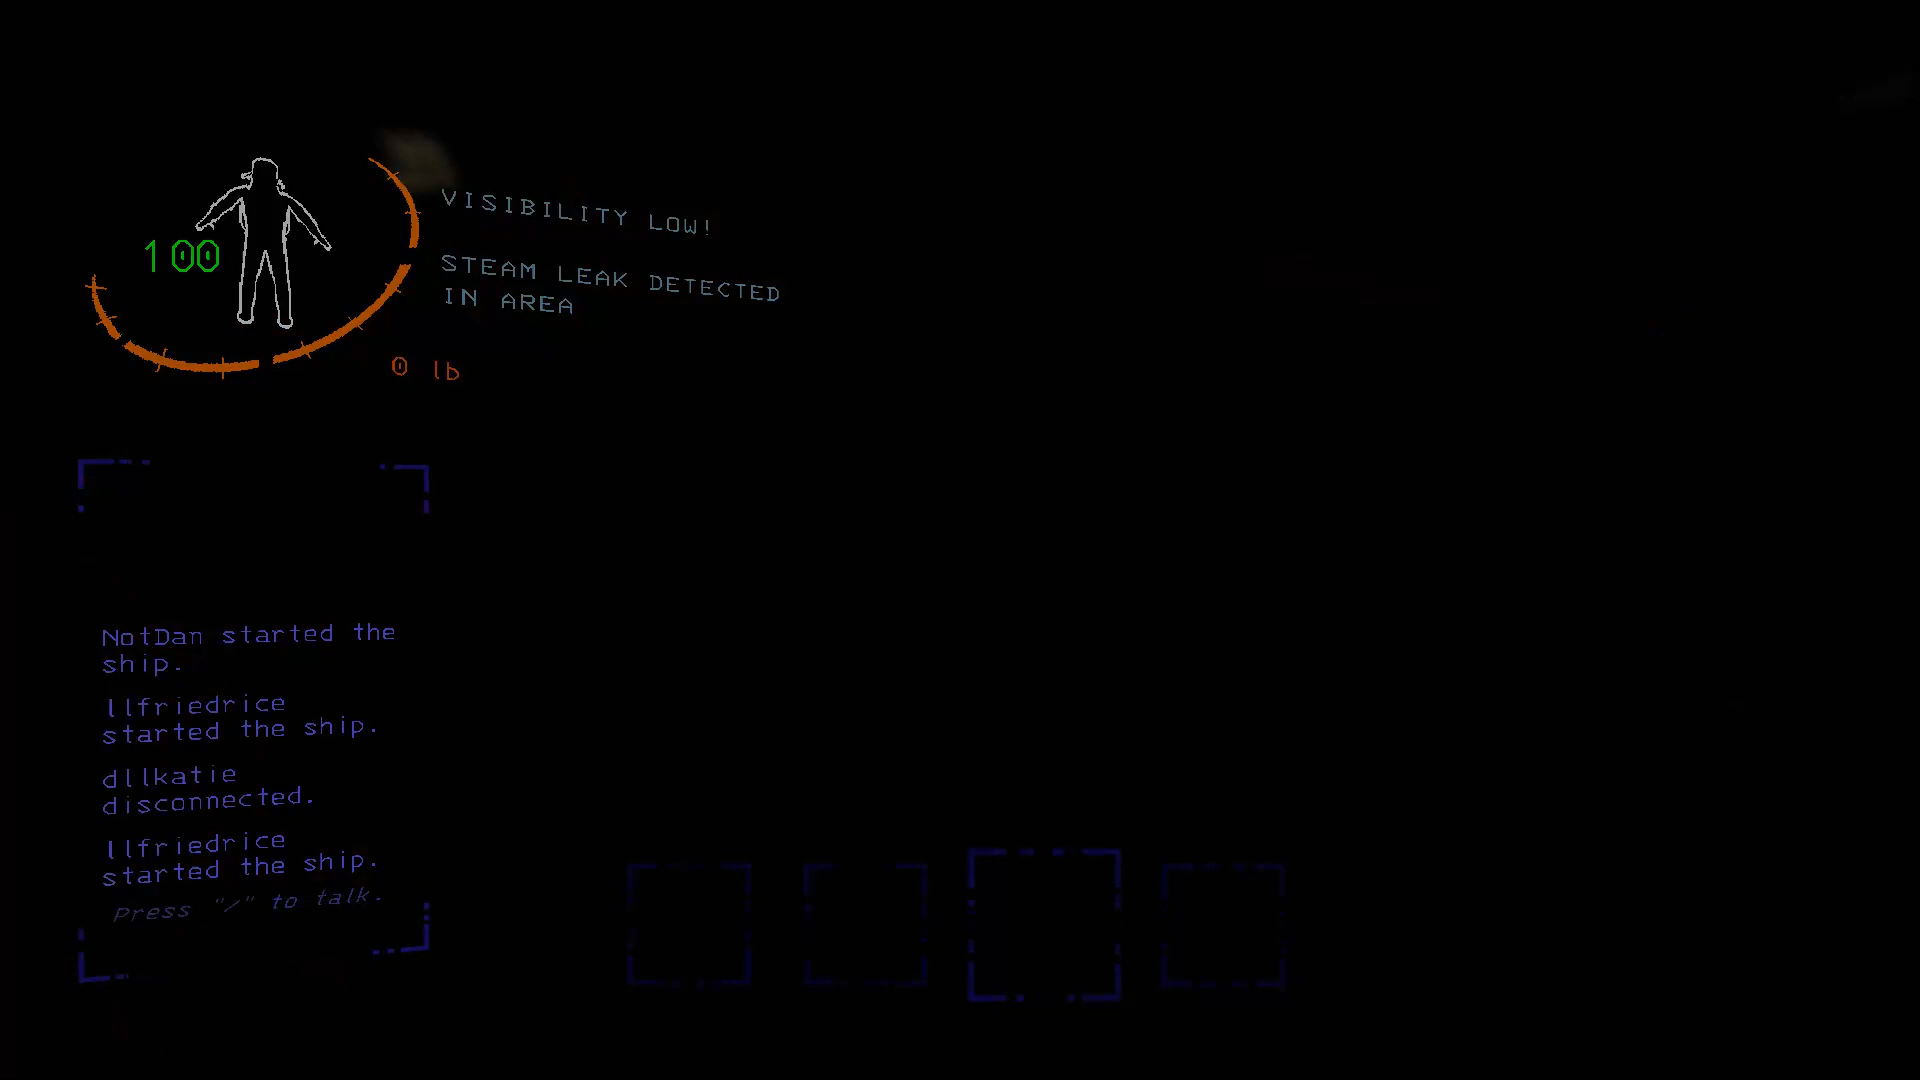 VISIBILITY LOW!
STEAM LEAK DETECTED
IN AREA
100
0 lb
NotDan started the
ship.
llfriedrice
started the ship.
dllkatie
disconnected.
llfriedrice
started the ship.
Press "/" to talk.